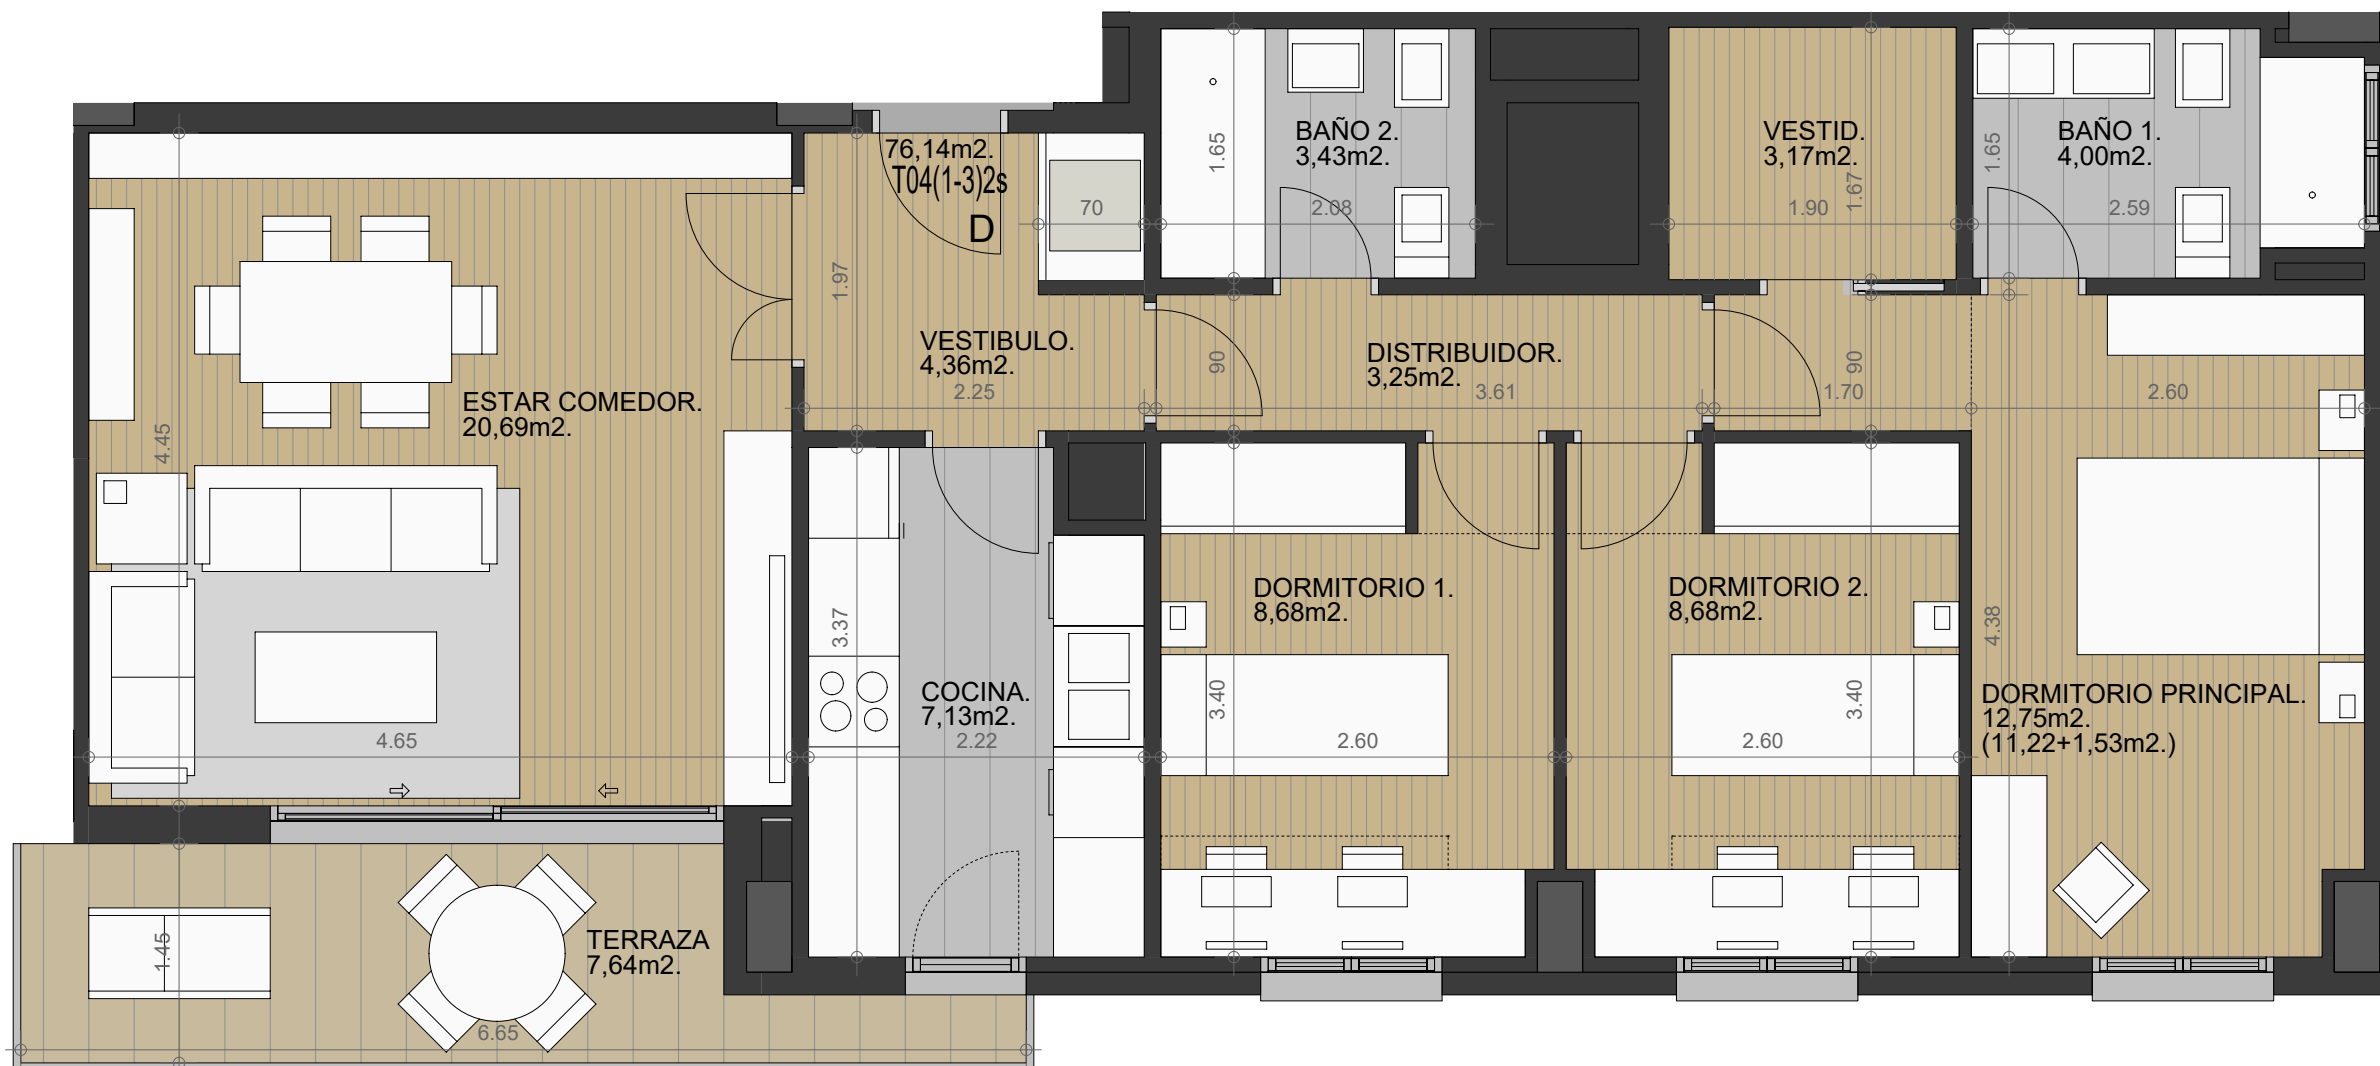 76,14m2.
T04(1-3)2s
D
70
1.65
BAÑO 2.
3,43m2.
2.08
VESTID.
3,17m2.
1.67
1.90
1.65
BAÑO 1.
4,00m2.
2.59
1.97
VESTIBULO.
4,36m2.
2.25
90
DISTRIBUIDOR.
3,25m2.
3.61
90
1.70
2.60
ESTAR COMEDOR.
20,69m2.
4.45
4.65
3.37
COCINA.
7,13m2.
2.22
DORMITORIO 1.
8,68m2.
3.40
2.60
DORMITORIO 2.
8,68m2.
3.40
2.60
4.38
DORMITORIO PRINCIPAL.
12,75m2.
(11,22+1,53m2.)
TERRAZA
7,64m2.
1.45
6.65